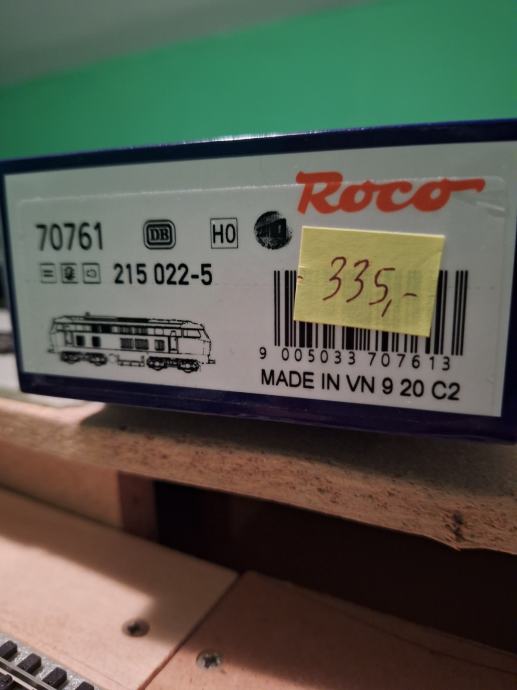 Roco
70761 DB H0
215 022-5
335,-
9 005033 707613
MADE IN VN 9 20 C2